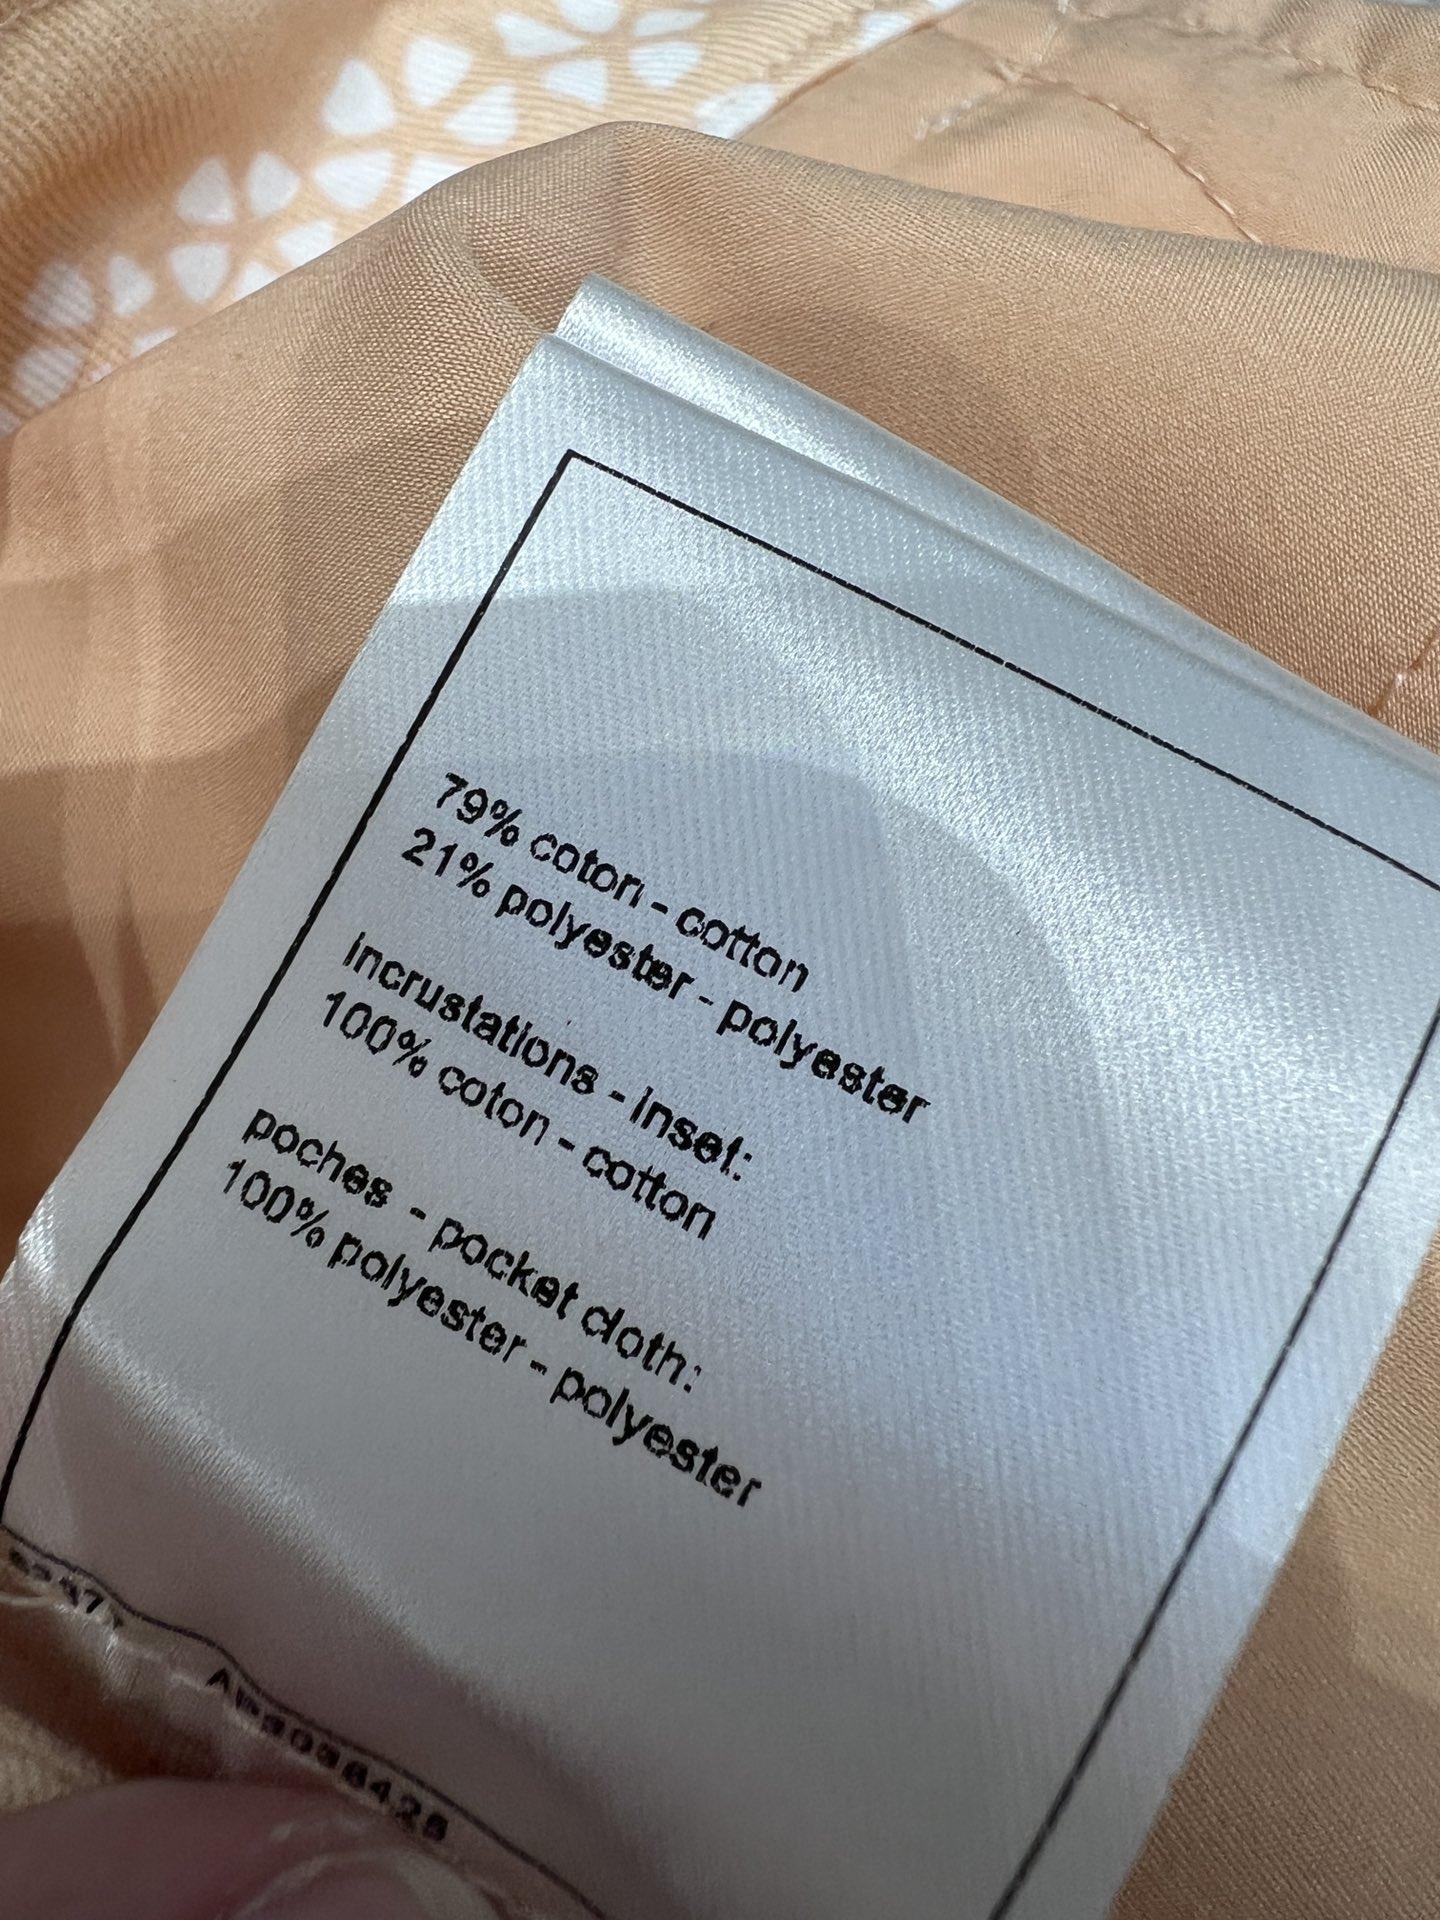 79% coton - cotton
21% polyester - polyester
incrustations - inset:
100% coton - cotton
poches - pocket cloth:
100% polyester - polyester